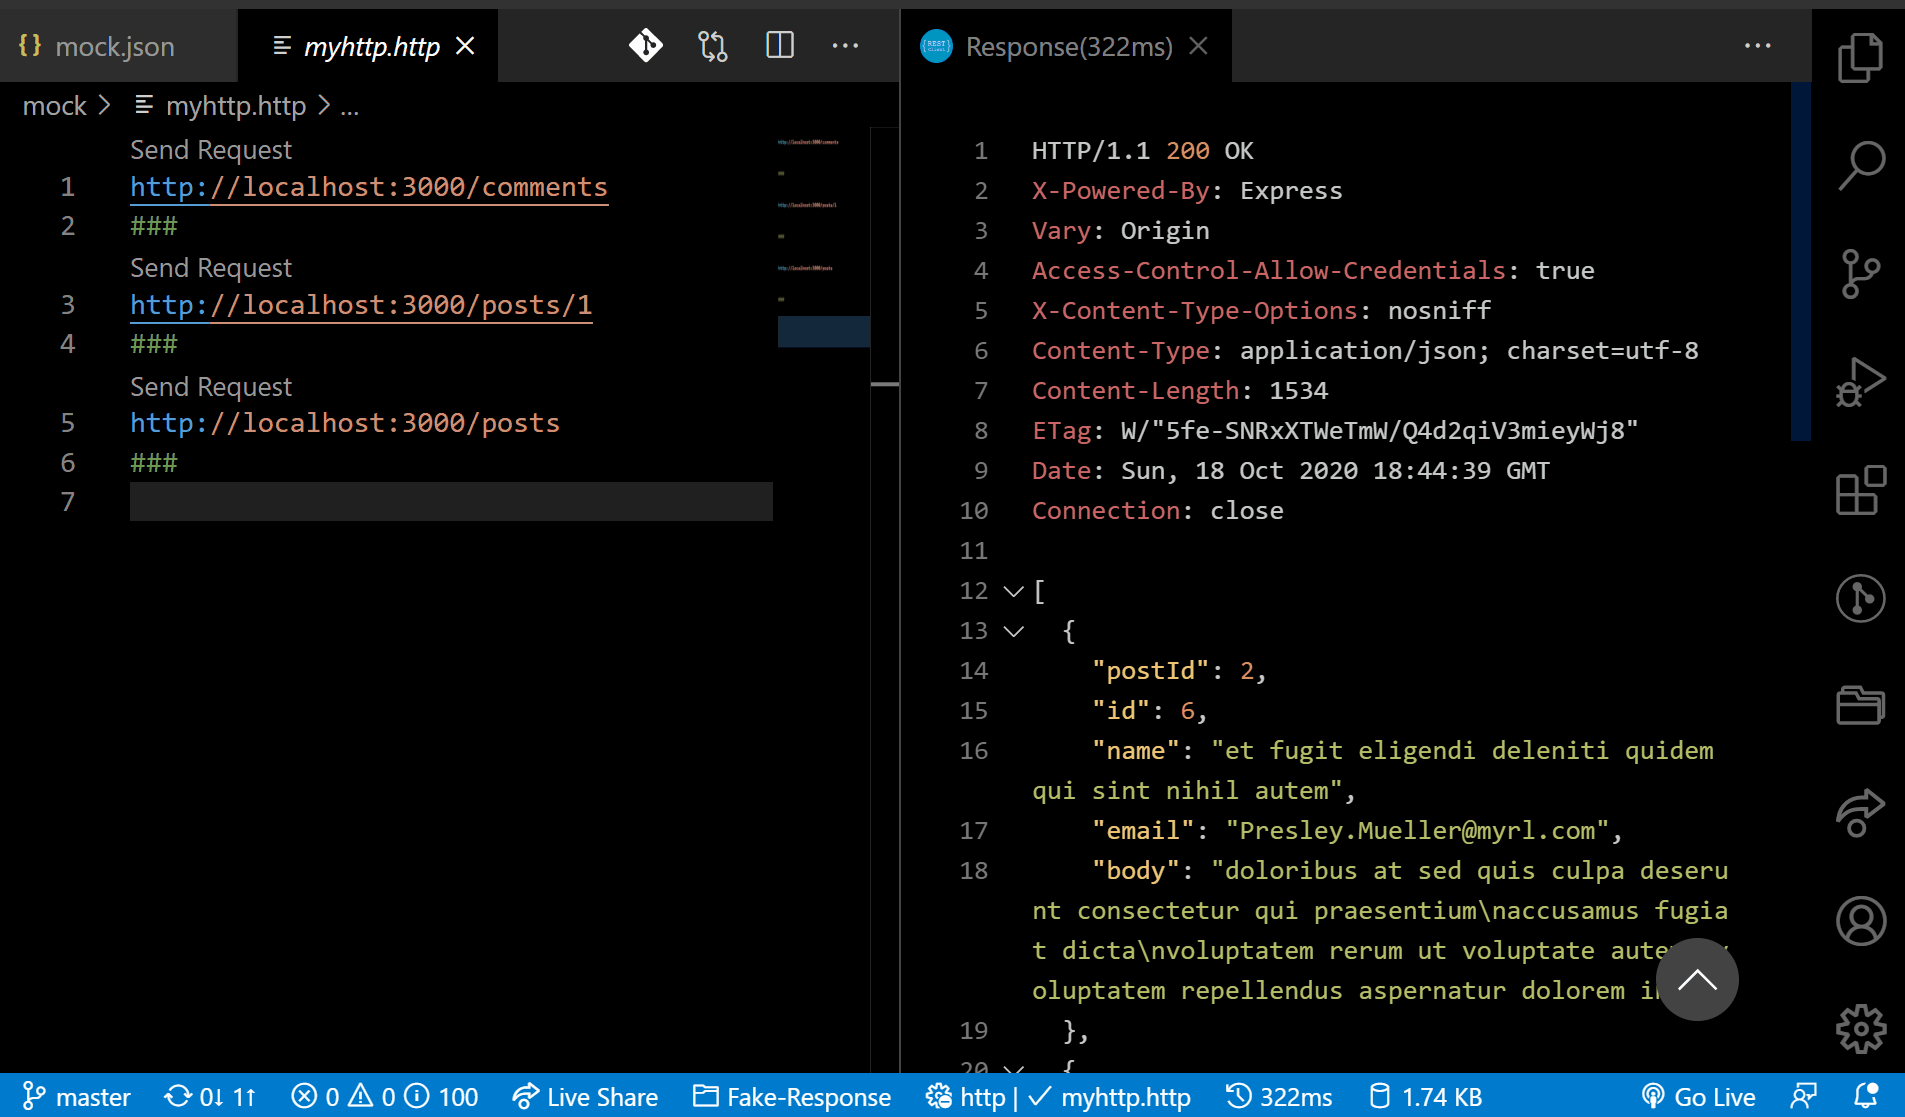 mock.json
myhttp.http
Response(322ms)
mock > myhttp.http > ...
Send Request
1 http://localhost:3000/comments
2 ###
Send Request
3 http://localhost:3000/posts/1
4 ###
Send Request
5 http://localhost:3000/posts
6 ###
7
1 HTTP/1.1 200 OK
2 X-Powered-By: Express
3 Vary: Origin
4 Access-Control-Allow-Credentials: true
5 X-Content-Type-Options: nosniff
6 Content-Type: application/json; charset=utf-8
7 Content-Length: 1534
8 ETag: W/"5fe-SNRxXTWeTmW/Q4d2qiV3mieyWj8"
9 Date: Sun, 18 Oct 2020 18:44:39 GMT
10 Connection: close
11
12 [
13 {
14 "postId": 2,
15 "id": 6,
16 "name": "et fugit eligendi deleniti quidem
qui sint nihil autem",
17 "email": "Presley.Mueller@myrl.com",
18 "body": "doloribus at sed quis culpa deseru
nt consectetur qui praesentium\naccusamus fugia
t dicta\nvoluptatem rerum ut voluptate
oluptatem repellendus aspernatur dolorem
19 },
20 {
master 0↓ 1↑ 0 0 100 Live Share Fake-Response http | ✓ myhttp.http 322ms 1.74 KB Go Live